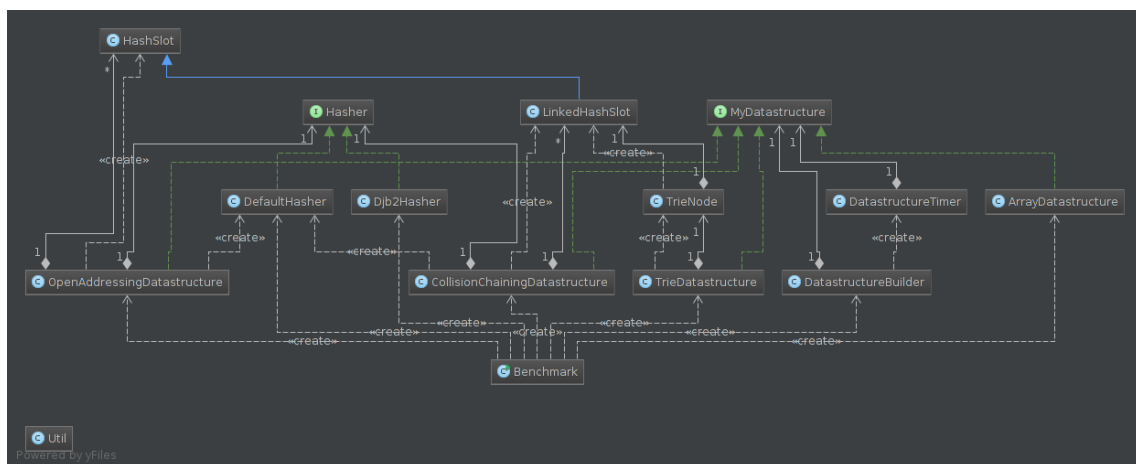 C HashSlot
*
I Hasher
C LinkedHashSlot
I MyDatastructure
1 1 * 1 1 1
«create» «create»
1 1
C DefaultHasher
C Djb2Hasher
«create»
C TrieNode
C DatastructureTimer
C ArrayDatastructure
1
«create» «create» «create»
1 1 1 1 1 1
C OpenAddressingDatastructure
C CollisionChainingDatastructure
C TrieDatastructure
C DatastructureBuilder
«create» «create»
«create» «create» «create» «create»
«create» «create»
C Benchmark
C Util
Powered by yFiles